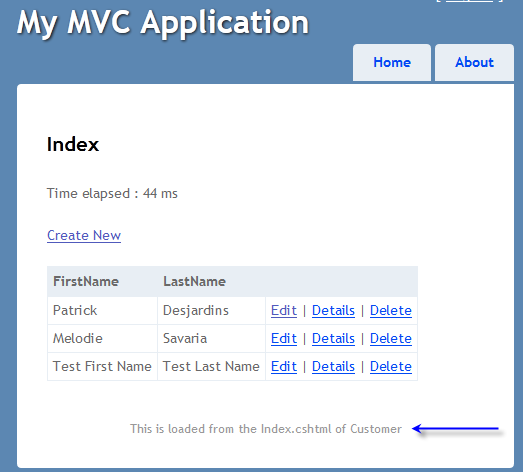 My MVC Application
Home About
Index
Time elapsed : 44 ms
Create New
FirstName LastName
Patrick Desjardins Edit | Details | Delete
Melodie Savaria Edit | Details | Delete
Test First Name Test Last Name Edit | Details | Delete
This is loaded from the Index.cshtml of Customer